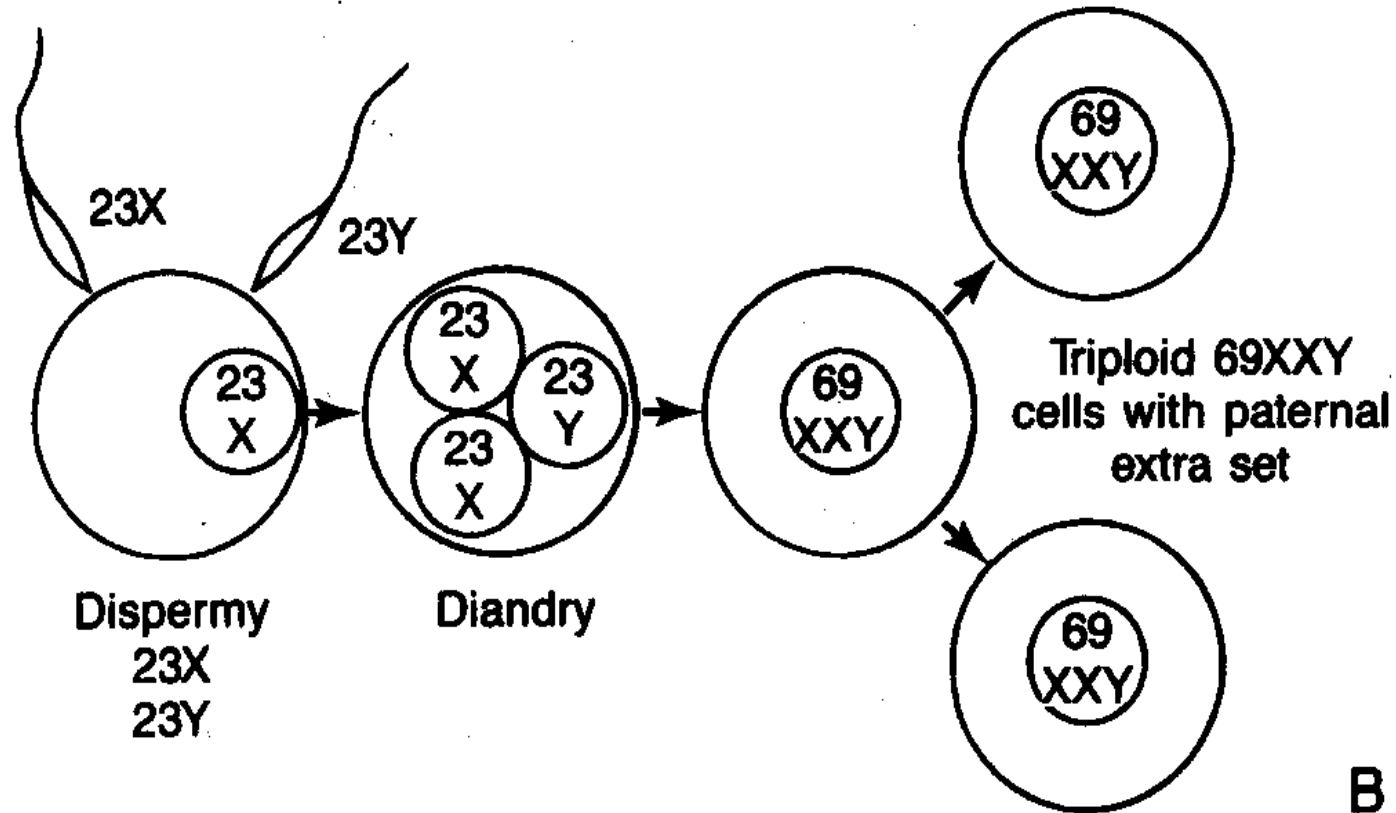 23X
23Y
23
X
Dispermy
23X
23Y
23
X
23
Y
23
X
Diandry
69
XXY
69
XXY
Triploid 69XXY
cells with paternal
extra set
69
XXY
B